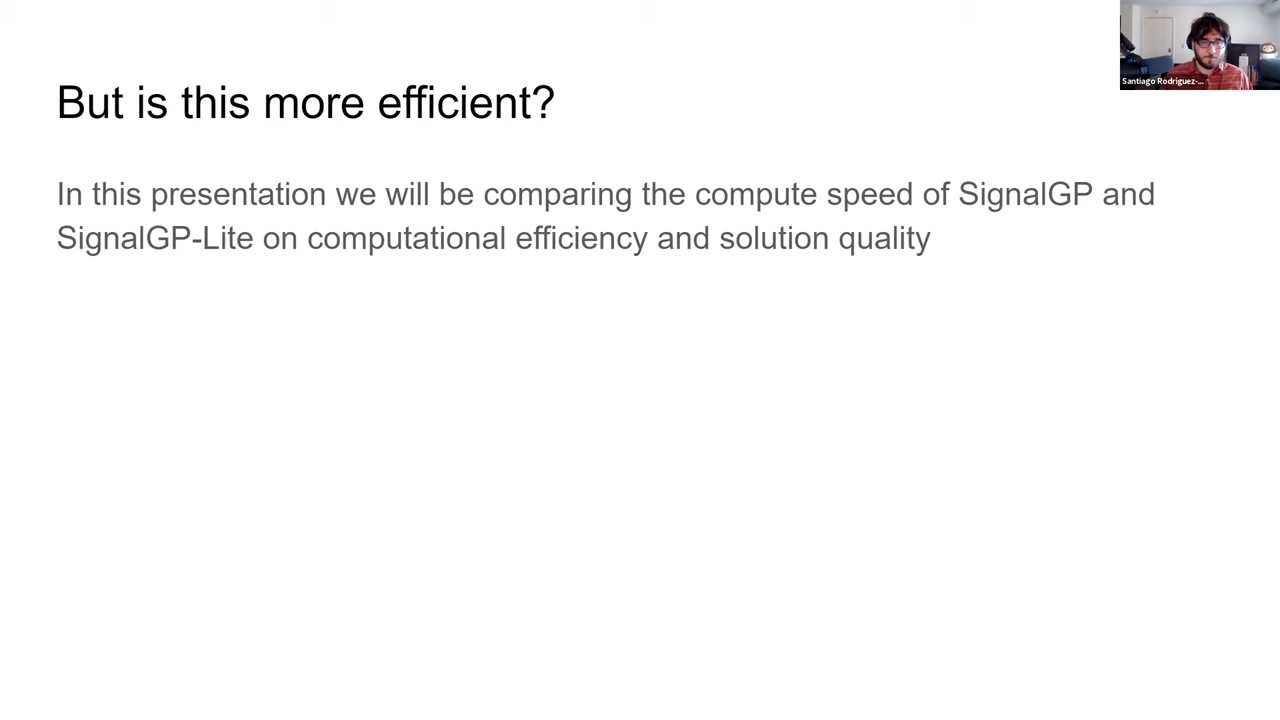 But is this more efficient?
In this presentation we will be comparing the compute speed of SignalGP and
SignalGP-Lite on computational efficiency and solution quality
Santiago Rodriguez-...